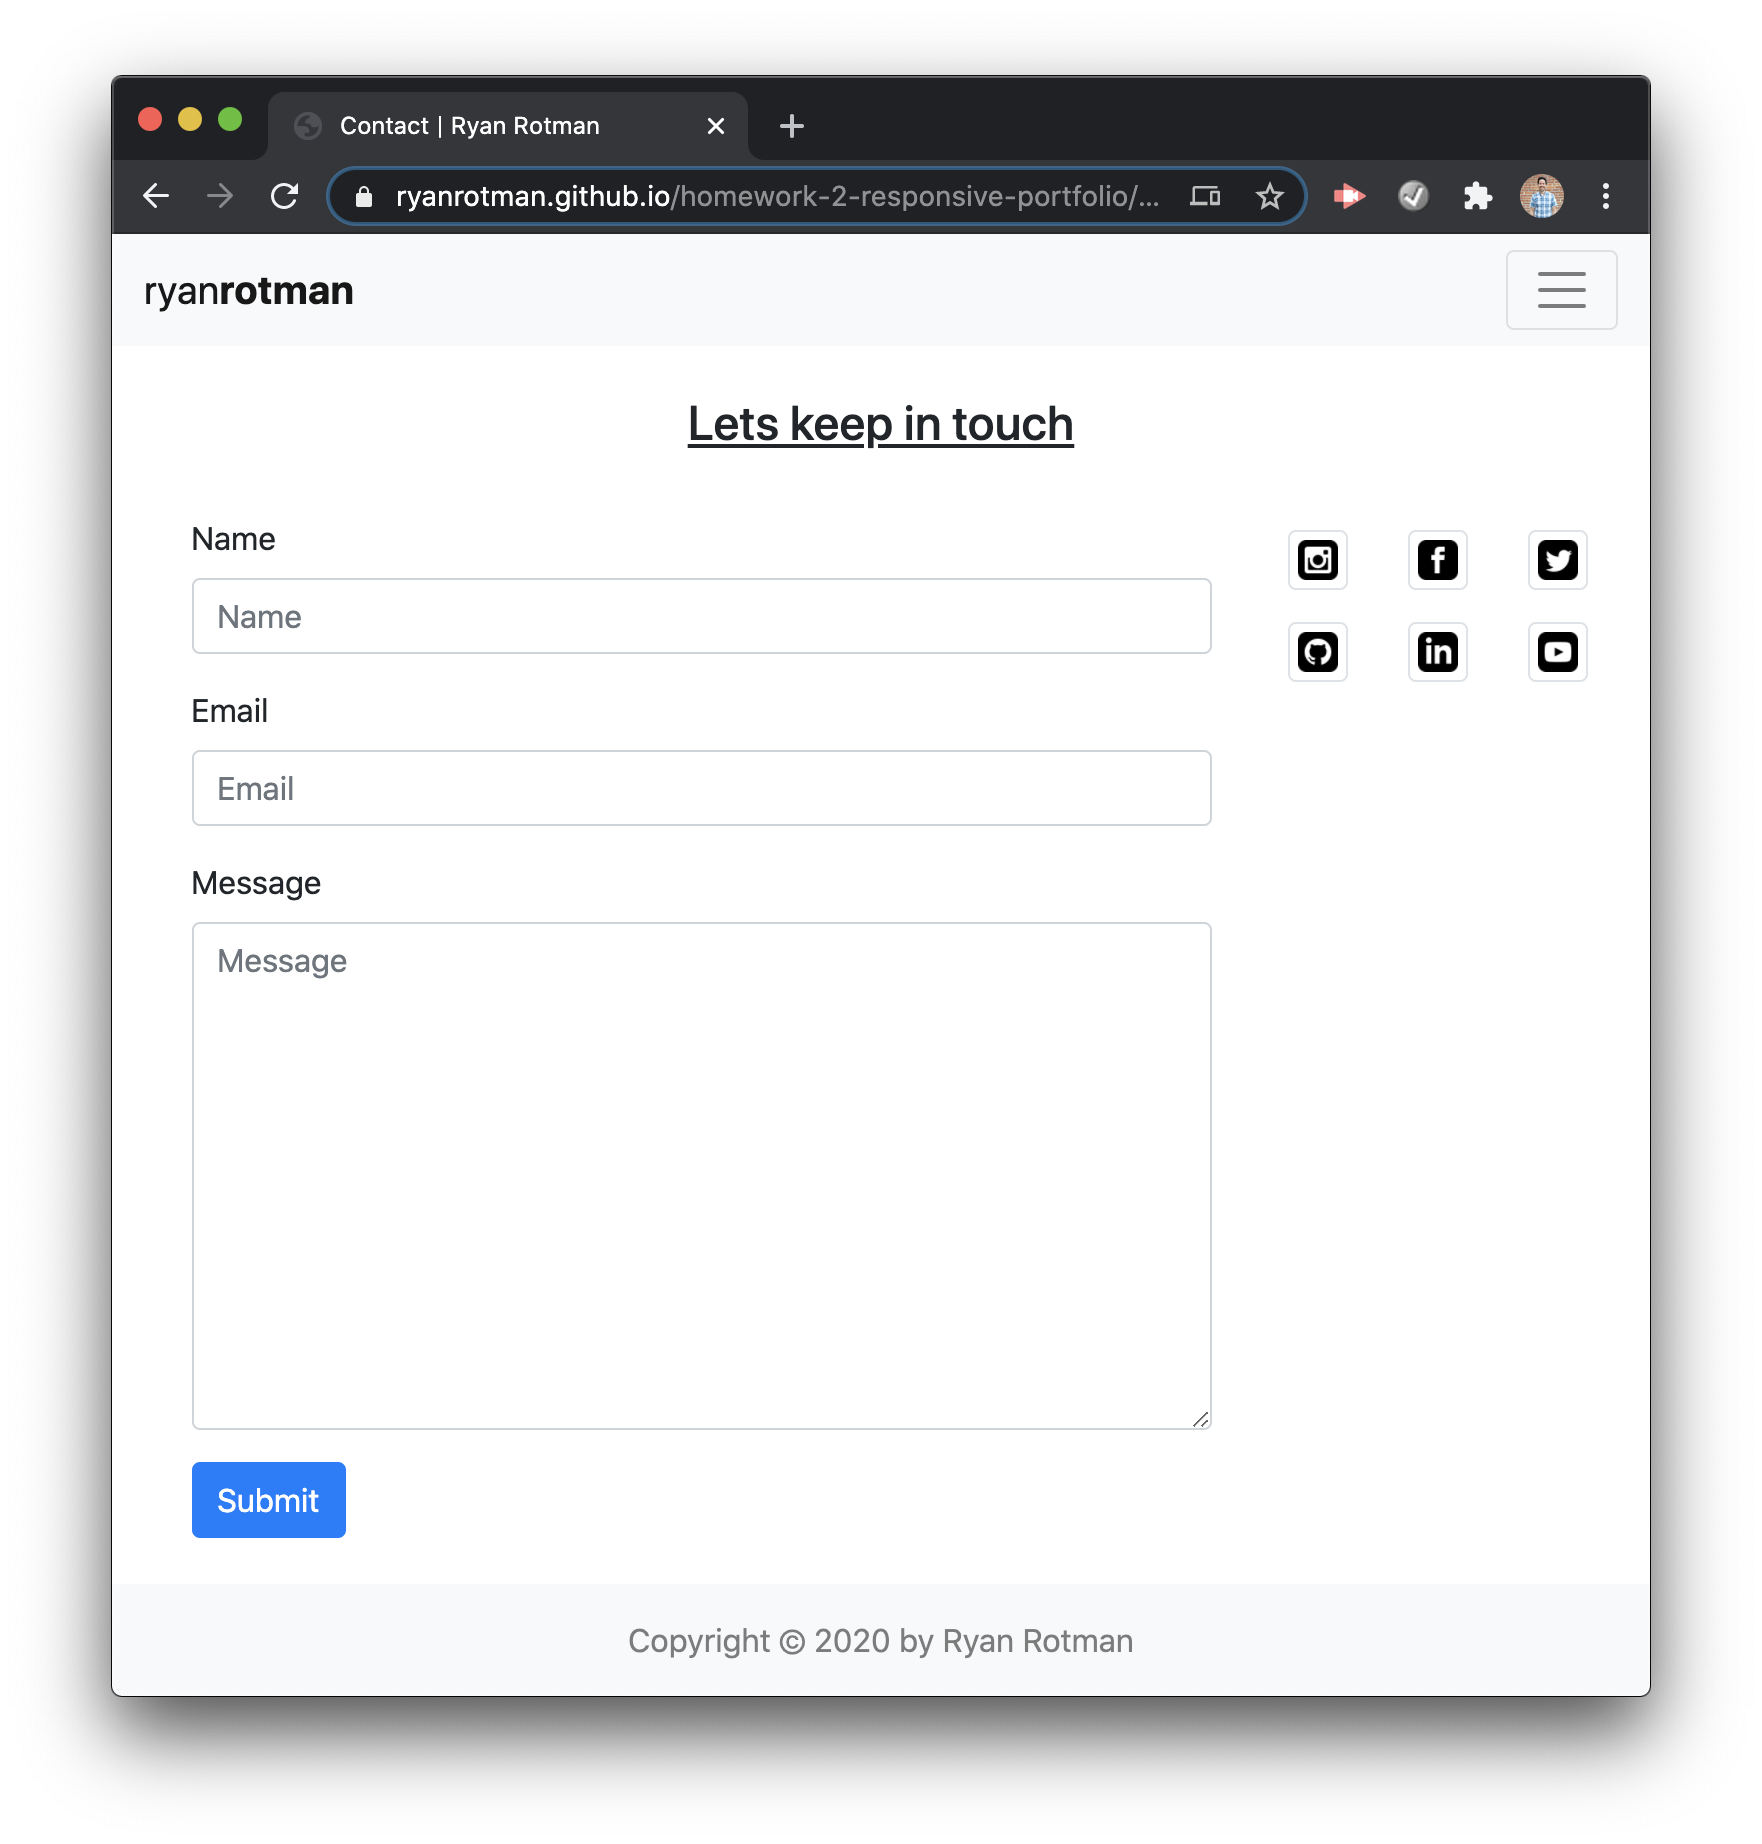 Contact | Ryan Rotman
ryanrotman.github.io/homework-2-responsive-portfolio/...
ryanrotman
Lets keep in touch
Name
Name
Email
Email
Message
Message
Submit
Copyright © 2020 by Ryan Rotman